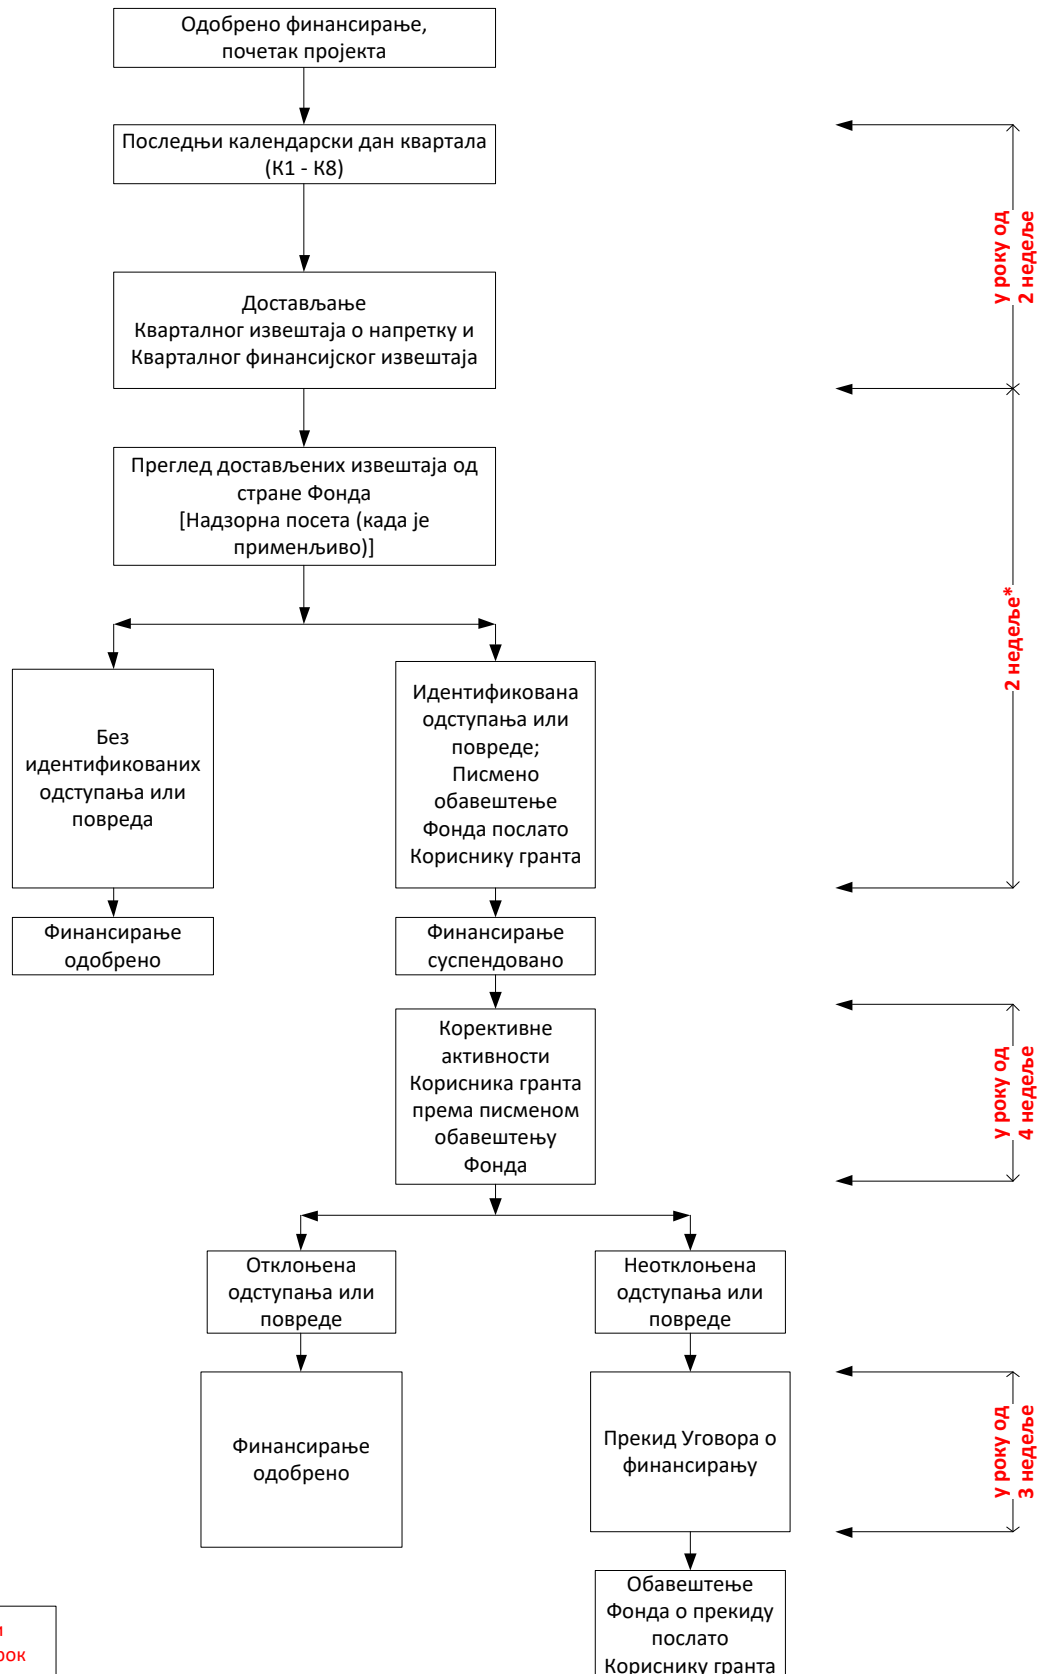 Одобрено финансирање,
почетак пројекта
Последњи календарски дан квартала
(К1 - К8)
у року од
2 недеље
Достављање
Кварталног извештаја о напретку и
Кварталног финансијског извештаја
Преглед достављених извештаја од
стране Фонда
[Надзорна посета (када је
применљиво)]
2 недеље*
Без
идентификованих
одступања или
повреда
Идентификована
одступања или
повреде;
Писмено
обавештење
Фонда послато
Кориснику гранта
Финансирање
одобрено
Финансирање
суспендовано
Корективне
активности
Корисника гранта
према писменом
обавештењу
Фонда
у року од
4 недеље
Отклоњена
одступања или
повреде
Неотклоњена
одступања или
повреде
Финансирање
одобрено
Прекид Уговора о
финансирању
у року од
3 недеље
Обавештење
Фонда о прекиду
послато
Кориснику гранта